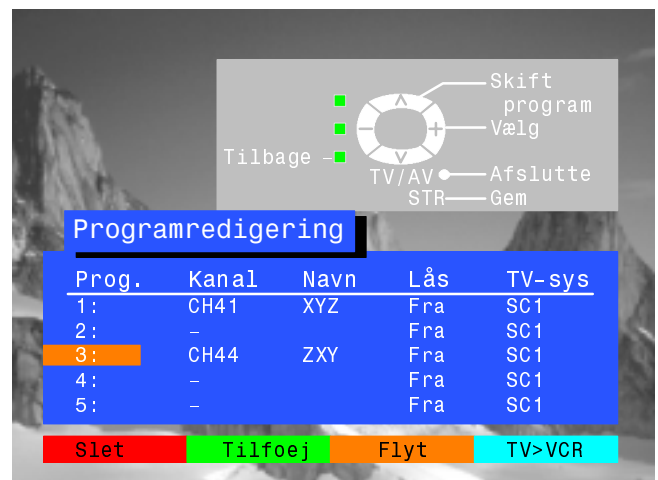 Skift
program
Vælg
Tilbage
TV/AV Afslutte
STR Gem
Programredigering
Prog. Kanal Navn Lås TV-sys
1: CH41 XYZ Fra SC1
2: – Fra SC1
3: CH44 ZXY Fra SC1
4: – Fra SC1
5: – Fra SC1
Slet Tilfoej Flyt TV>VCR